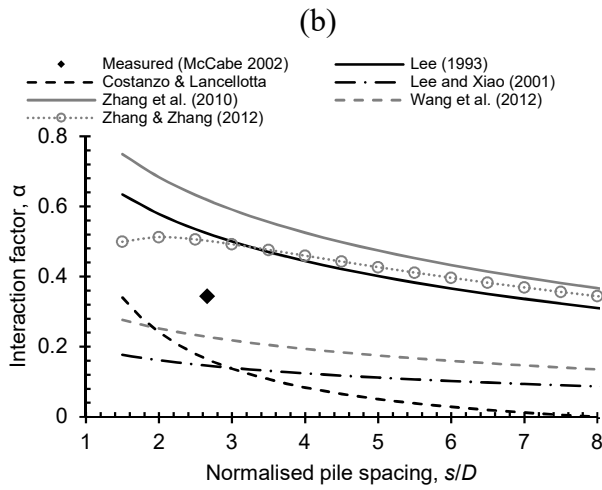 (b)
Measured (McCabe 2002) Lee (1993)
Costanzo & Lancellotta Lee and Xiao (2001)
Zhang et al. (2010) Wang et al. (2012)
Zhang & Zhang (2012)
0.8
0.6
0.4
0.2
0
Interaction factor, α
1 2 3 4 5 6 7 8
Normalised pile spacing, s/D